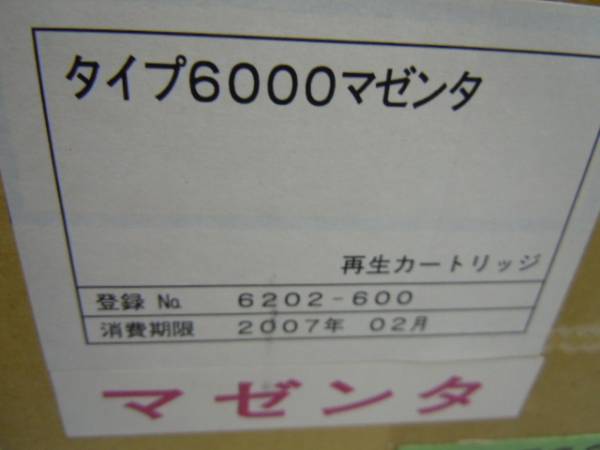 タイプ6000マゼンタ
再生カートリッジ
登録 No. 6202-600
消費期限 2007年 02月
マゼンタ